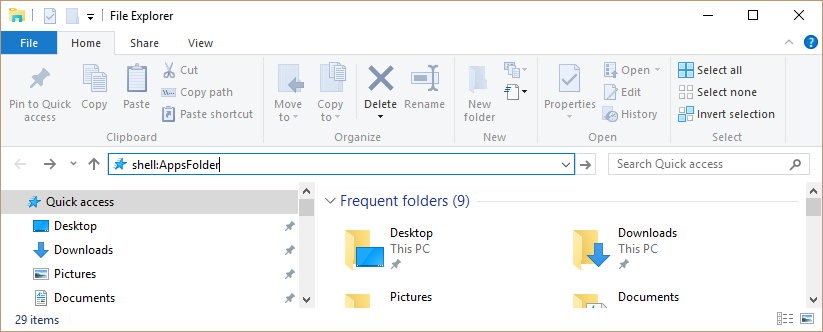 File Explorer
File
Home
Share
View
Pin to Quick access
Copy
Paste
Cut
Copy path
Paste shortcut
Clipboard
Move to
Copy to
Delete
Rename
Organize
New folder
New
Properties
Open
Edit
History
Open
Select all
Select none
Invert selection
Select
shell:AppsFolder
Search Quick access
Quick access
Desktop
Downloads
Pictures
Documents
Frequent folders (9)
Desktop
This PC
Downloads
This PC
Pictures
Documents
29 items